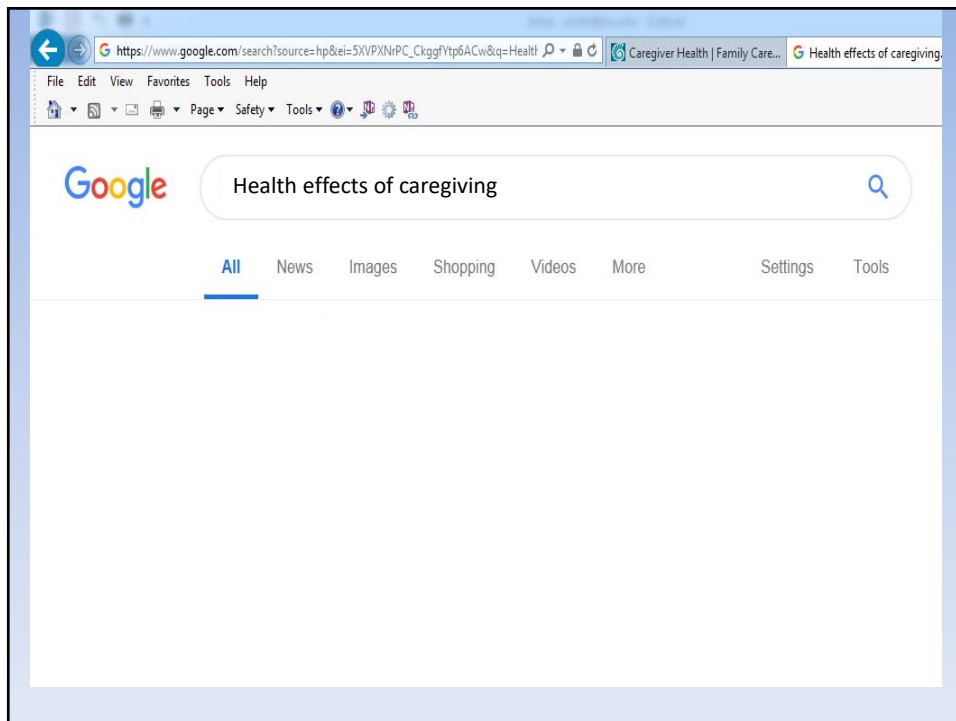 https://www.google.com/search?source=hp&ei=5XVPXNrPC_CkggfYtp6ACw&q=Healtl
Caregiver Health | Family Care...
Health effects of caregiving.
File Edit View Favorites Tools Help
Page Safety Tools
Google Health effects of caregiving
All News Images Shopping Videos More Settings Tools